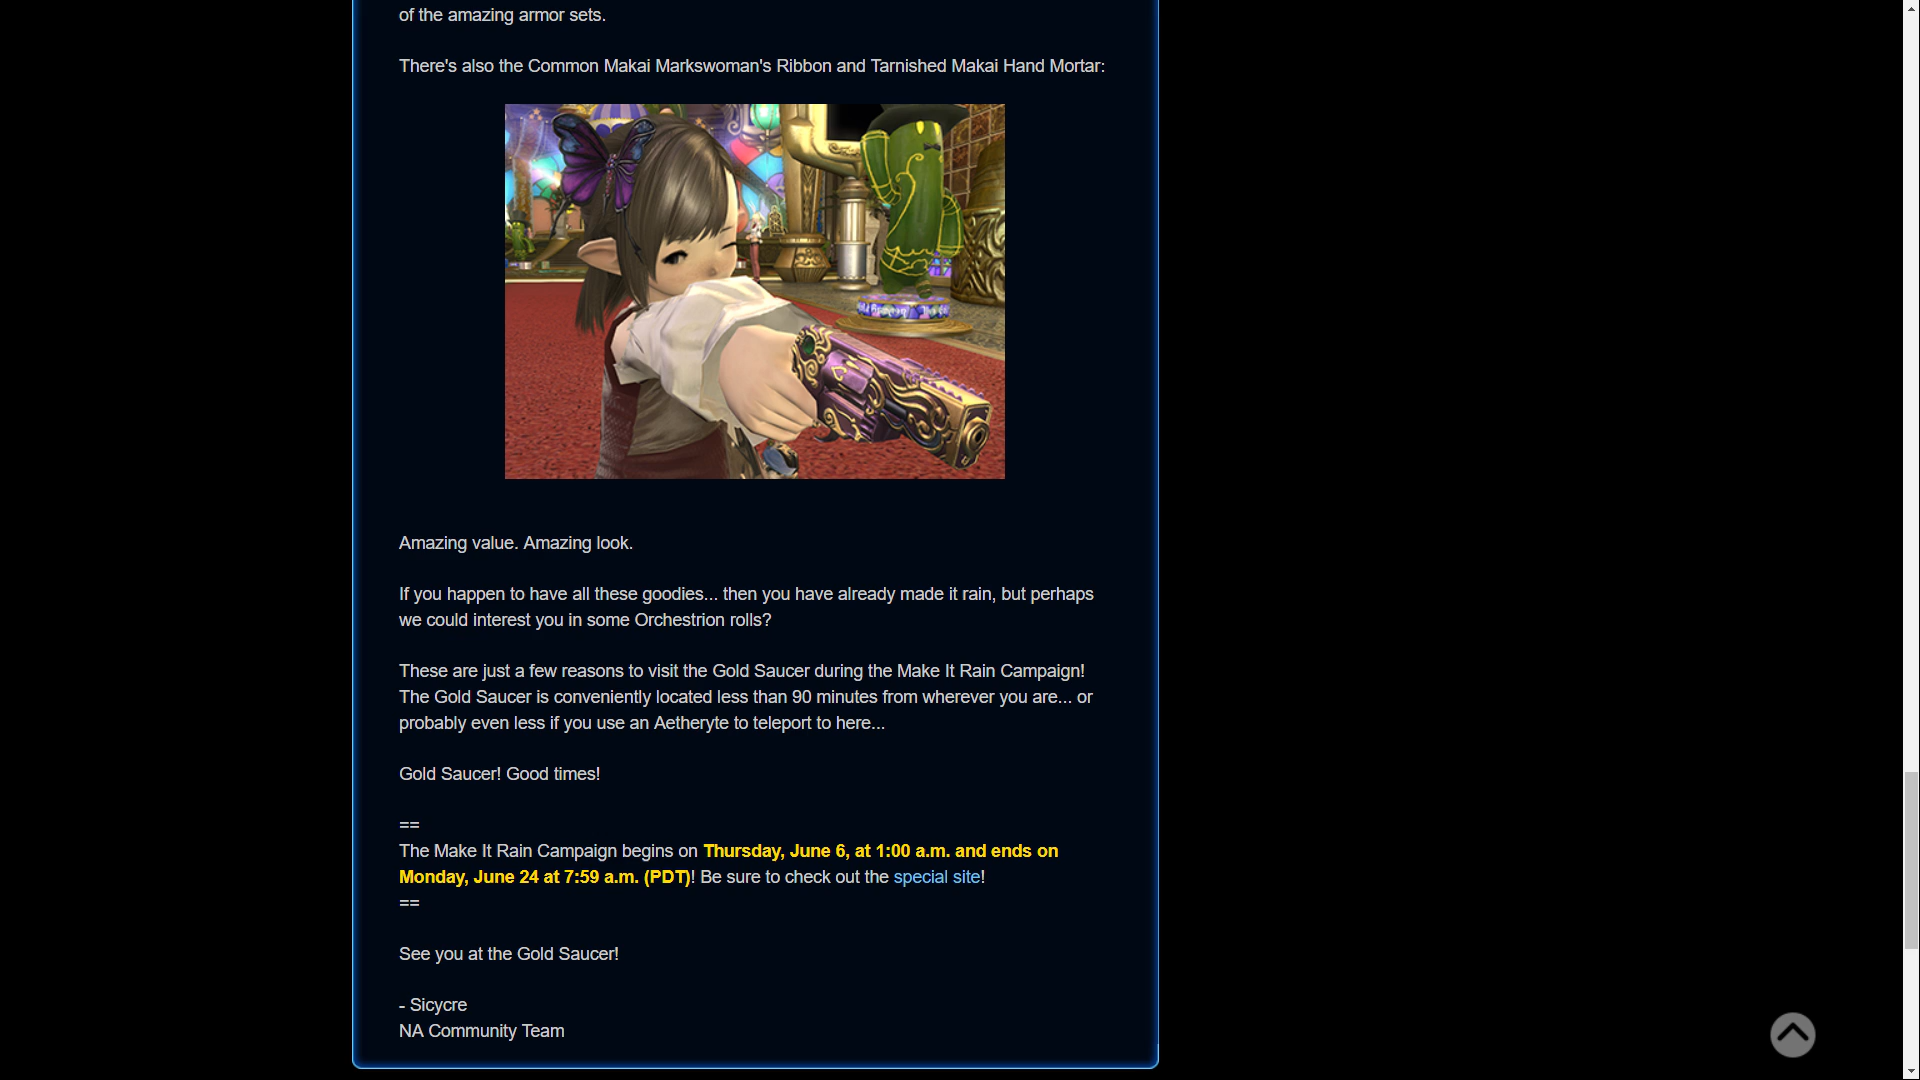 of the amazing armor sets.
There's also the Common Makai Markswoman's Ribbon and Tarnished Makai Hand Mortar:
Amazing value. Amazing look.
If you happen to have all these goodies... then you have already made it rain, but perhaps
we could interest you in some Orchestrion rolls?
These are just a few reasons to visit the Gold Saucer during the Make It Rain Campaign!
The Gold Saucer is conveniently located less than 90 minutes from wherever you are... or
probably even less if you use an Aetheryte to teleport to here...
Gold Saucer! Good times!
==
The Make It Rain Campaign begins on Thursday, June 6, at 1:00 a.m. and ends on
Monday, June 24 at 7:59 a.m. (PDT)! Be sure to check out the special site!
==
See you at the Gold Saucer!
- Sicycre
NA Community Team